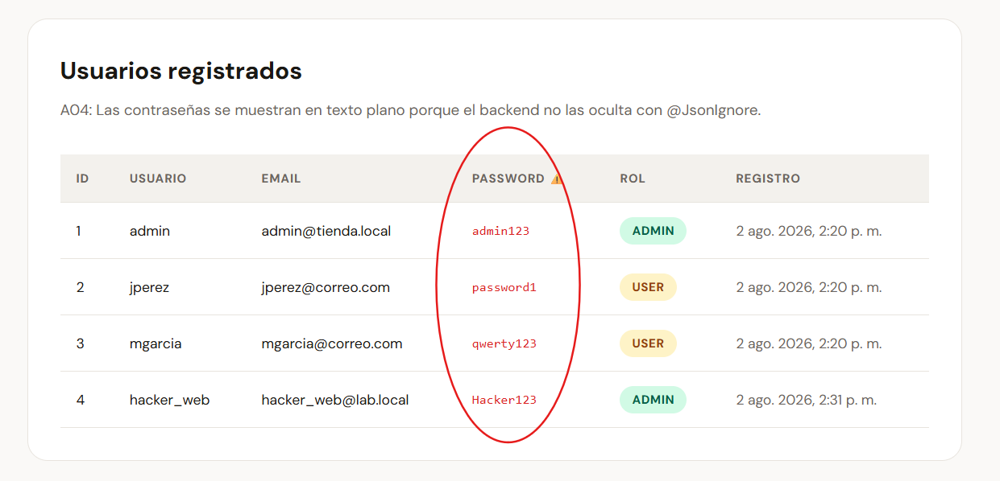 Usuarios registrados
A04: Las contraseñas se muestran en texto plano porque el backend no las oculta con @JsonIgnore.
ID USUARIO EMAIL PASSWORD ⚠ ROL REGISTRO
1 admin admin@tienda.local admin123 ADMIN 2 ago. 2026, 2:20 p. m.
2 jperez jperez@correo.com password1 USER 2 ago. 2026, 2:20 p. m.
3 mgarcia mgarcia@correo.com qwerty123 USER 2 ago. 2026, 2:20 p. m.
4 hacker_web hacker_web@lab.local Hacker123 ADMIN 2 ago. 2026, 2:31 p. m.